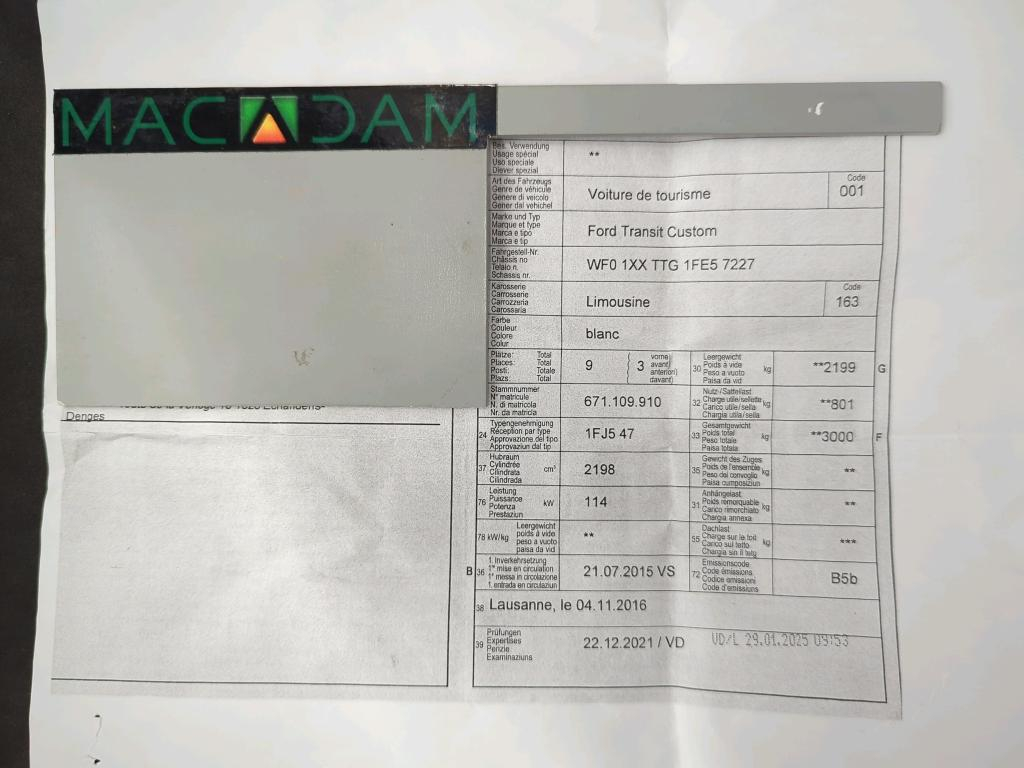 MACADAM
Bes. Verwendung
Usage spécial
Uso speciale
Diever spezial
**
Art des Fahrzeugs
Genre de véhicule
Genere di veicolo
Gener dal vehichel
Voiture de tourisme
Code
001
Marke und Typ
Marque et type
Marca e tipo
Marca e tip
Ford Transit Custom
Fahrgestell-Nr.
Châssis no
Telaio n.
Schassis nr.
WF0 1XX TTG 1FE5 7227
Karosserie
Carrosserie
Carrozzeria
Carossaria
Limousine
Code
163
Farbe
Couleur
Colore
Colur
blanc
Plätze: Total
Places: Total
Posti: Totale
Plazs: Total
9
3
vorne
avant
anteriori
davant
30
Leergewicht
Poids à vide
Peso a vuoto
Paisa da vid
kg
**2199
G
Stammnummer
N° matricule
N. di matricola
Nr. da matricla
671.109.910
32
Nutz-/Sattellast
Charge utile/sellette
Carico utile/sella
Chargia utila/sella
kg
**801
Denges
24
Typengenehmigung
Réception par type
Approvazione del tipo
Approvaziun dal tip
1FJ5 47
33
Gesamtgewicht
Poids total
Peso totale
Paisa totala
kg
**3000
F
37
Hubraum
Cylindrée
Cilindrata
Cilindrada
cm³
2198
35
Gewicht des Zuges
Poids de l'ensemble
Peso del convoglio
Paisa cumposiziun
kg
**
76
Leistung
Puissance
Potenza
Prestaziun
kW
114
31
Anhängelast
Poids remorquable
Carico rimorchiato
Chargia annexa
kg
**
78 kW/kg
Leergewicht
poids à vide
peso a vuoto
paisa da vid
**
55
Dachlast
Charge sur le toit
Carico sul tetto
Chargia sin il tetg
kg
***
B
36
1. Inverkehrsetzung
1re mise en circulation
1a messa in circolazione
1. entrada en circulaziun
21.07.2015 VS
72
Emissionscode
Code émissions
Codice emissioni
Code d'emissiuns
B5b
38
Lausanne, le 04.11.2016
39
Prüfungen
Expertises
Perizie
Examinaziuns
22.12.2021 / VD
VD/L 29.01.2025 09:53